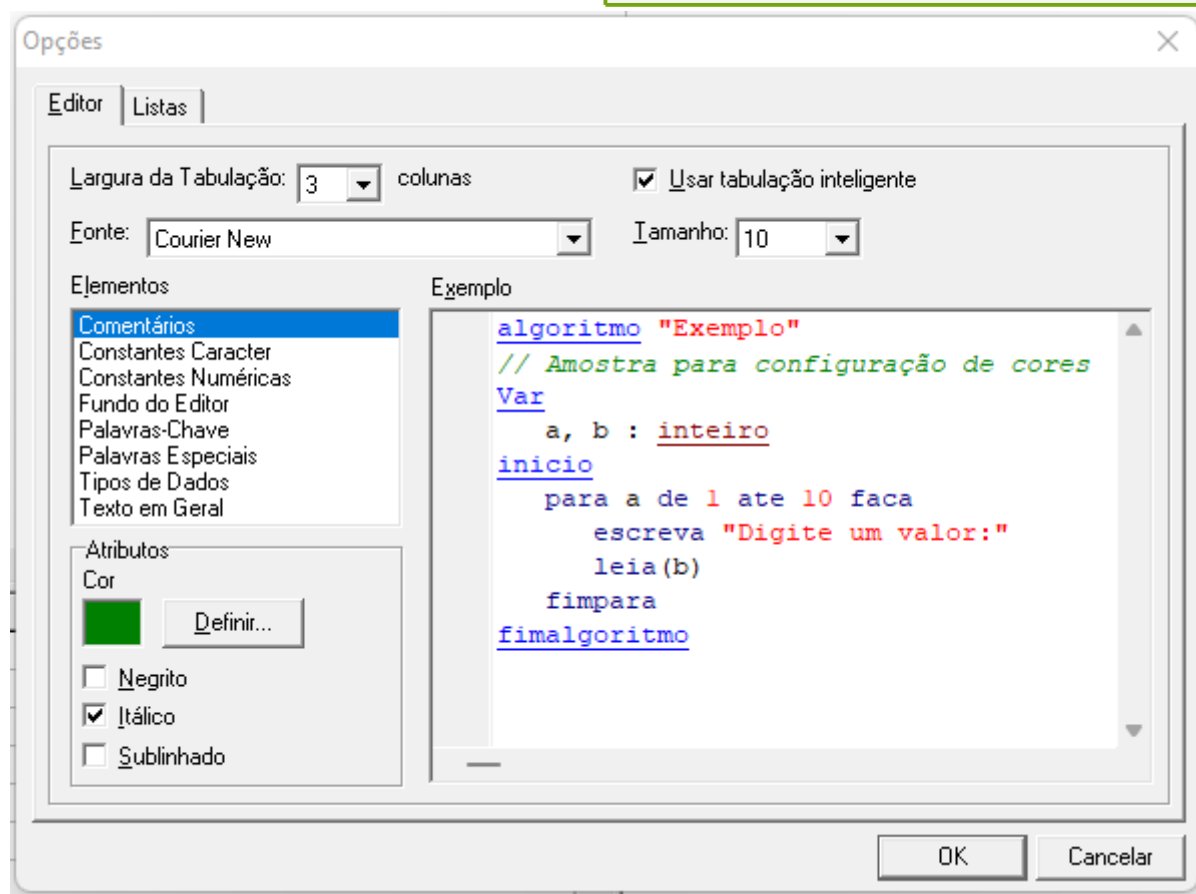 Opções
Editor Listas
Largura da Tabulação: 3 colunas Usar tabulação inteligente
Fonte: Courier New Tamanho: 10
Elementos
Comentários
Constantes Caracter
Constantes Numéricas
Fundo do Editor
Palavras-Chave
Palavras Especiais
Tipos de Dados
Texto em Geral
Atributos
Cor
Definir...
Negrito
Itálico
Sublinhado
Exemplo
algoritmo "Exemplo"
// Amostra para configuração de cores
Var
a, b : inteiro
inicio
para a de 1 ate 10 faca
escreva "Digite um valor:"
leia(b)
fimpara
fimalgoritmo
OK Cancelar